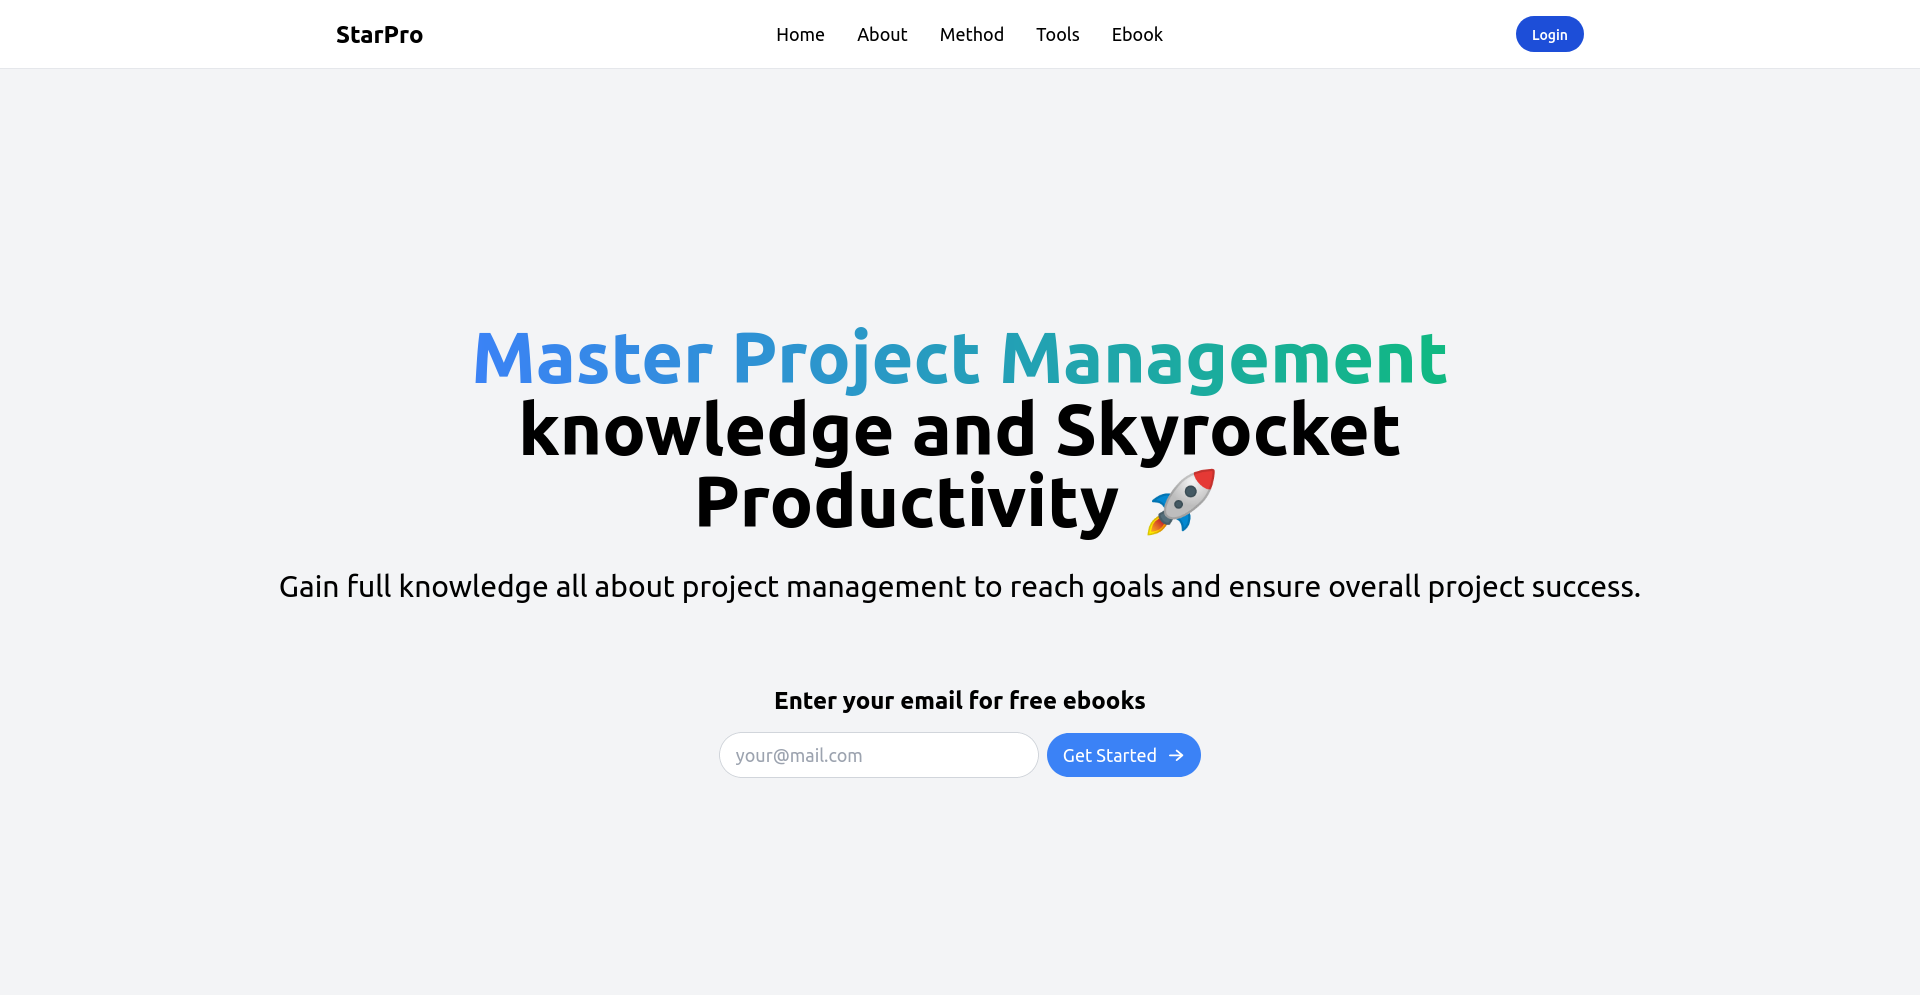 StarPro
Home About Method Tools Ebook
Login
Master Project Management
knowledge and Skyrocket
Productivity 🚀
Gain full knowledge all about project management to reach goals and ensure overall project success.
Enter your email for free ebooks
your@mail.com
Get Started →